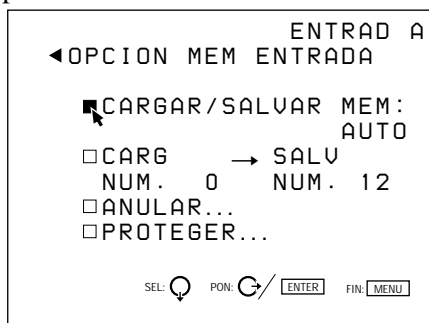 ENTRAD A
OPCION MEM ENTRADA
CARGAR/SALVAR MEM:
AUTO
CARG → SALV
NUM. 0 NUM. 12
ANULAR...
PROTEGER...
SEL: PON: / ENTER FIN: MENU